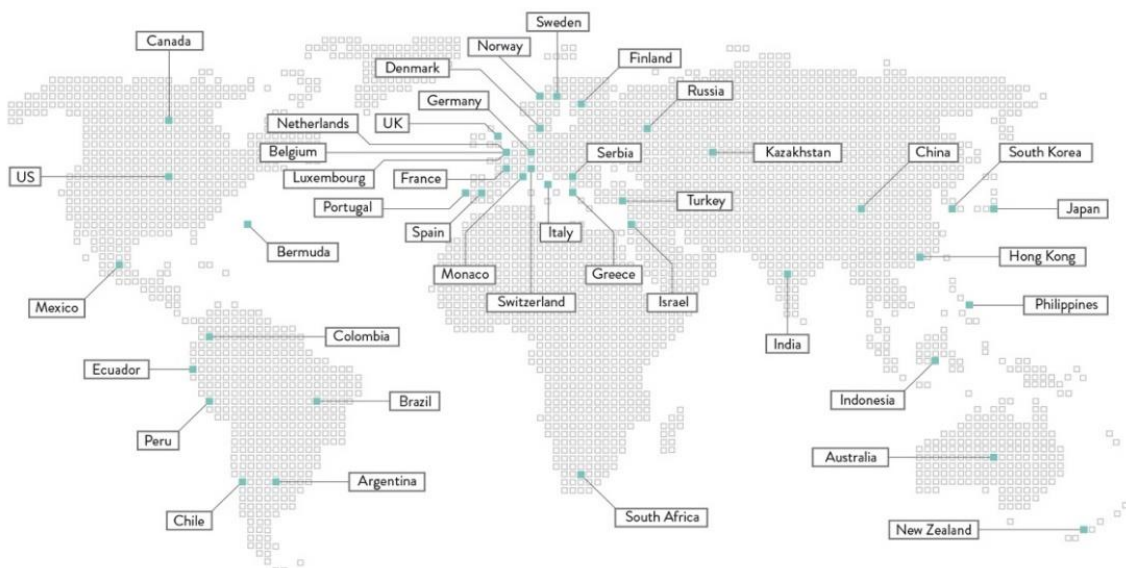 Sweden
Canada
Norway
Finland
Denmark
Russia
Germany
Netherlands
UK
Belgium
Serbia
Kazakhstan
China
South Korea
US
Luxembourg
France
Portugal
Turkey
Japan
Spain
Italy
Bermuda
Hong Kong
Monaco
Greece
Mexico
Switzerland
Israel
Philippines
Colombia
India
Ecuador
Indonesia
Brazil
Peru
Australia
Argentina
Chile
South Africa
New Zealand